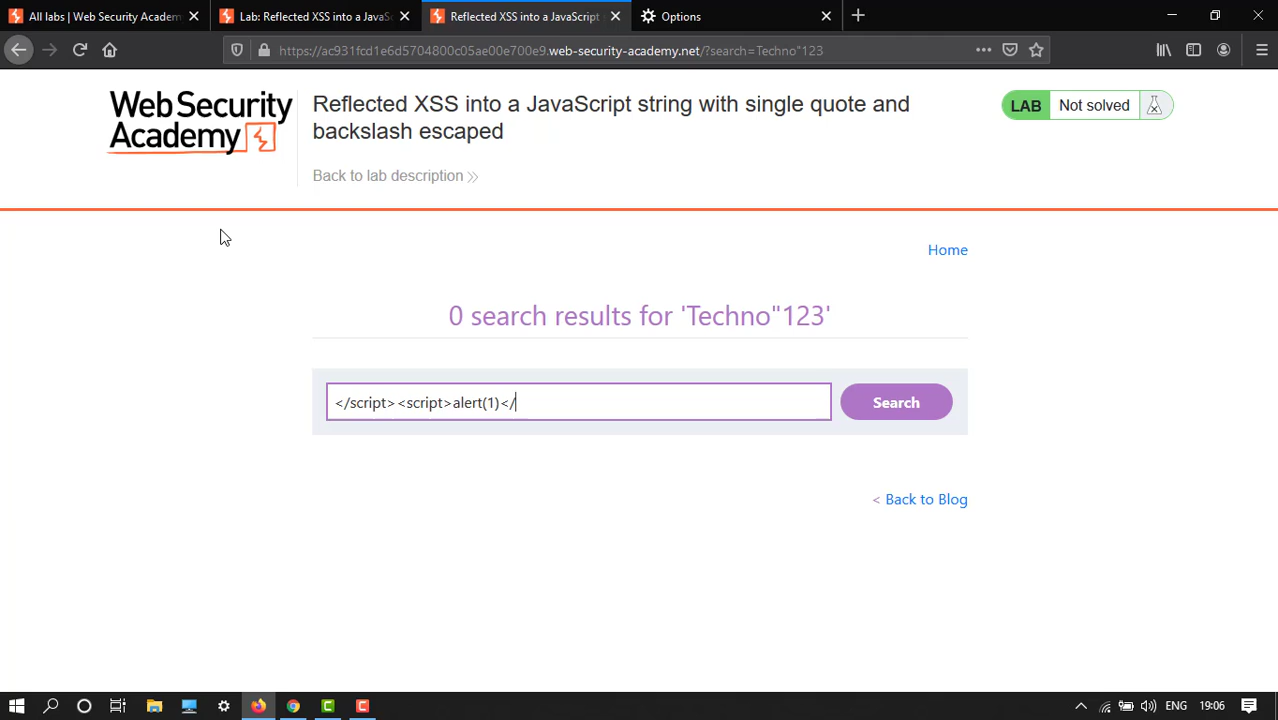 All labs | Web Security Academ
Lab: Reflected XSS into a JavaSc
Reflected XSS into a JavaScript
Options
https://ac931fcd1e6d5704800c05ae00e700e9.web-security-academy.net/?search=Techno"123
Web Security
Academy
Reflected XSS into a JavaScript string with single quote and
backslash escaped
Back to lab description
LAB
Not solved
Home
0 search results for 'Techno"123'
</script><script>alert(1)</
Search
< Back to Blog
ENG
19:06